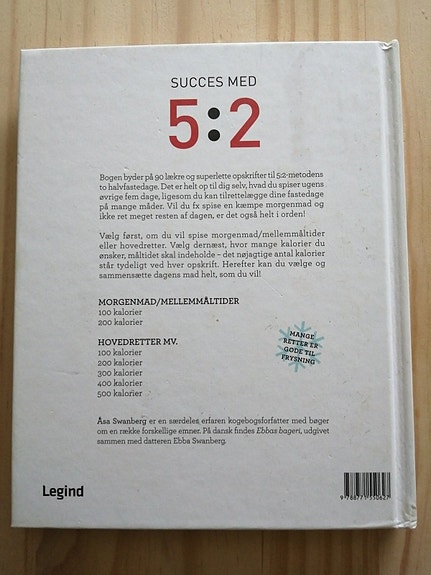 SUCCES MED
5:2
Bogen byder på 90 lækre og superlette opskrifter til 5:2-metodens
to halvfastedage. Det er helt op til dig selv, hvad du spiser ugens
øvrige fem dage, ligesom du kan tilrettelægge dine fastedage
på mange måder. Vil du fx spise en kæmpe morgenmad og
ikke ret meget resten af dagen, er det også helt i orden!
Vælg først, om du vil spise morgenmad/mellemmåltider
eller hovedretter. Vælg dernæst, hvor mange kalorier du
ønsker, måltidet skal indeholde – det nøjagtige antal kalorier
står tydeligt ved hver opskrift. Herefter kan du vælge og
sammensætte dagens mad helt, som du vil!
MORGENMAD/MELLEMMÅLTIDER
100 kalorier
200 kalorier
HOVEDRETTER MV.
100 kalorier
200 kalorier
300 kalorier
400 kalorier
500 kalorier
MANGE
RETTER ER
GODE TIL
FRYSNING
Åsa Swanberg er en særdeles erfaren kogebogsforfatter med bøger
om en række forskellige emner. På dansk findes Ebbas bageri, udgivet
sammen med datteren Ebba Swanberg.
Legind